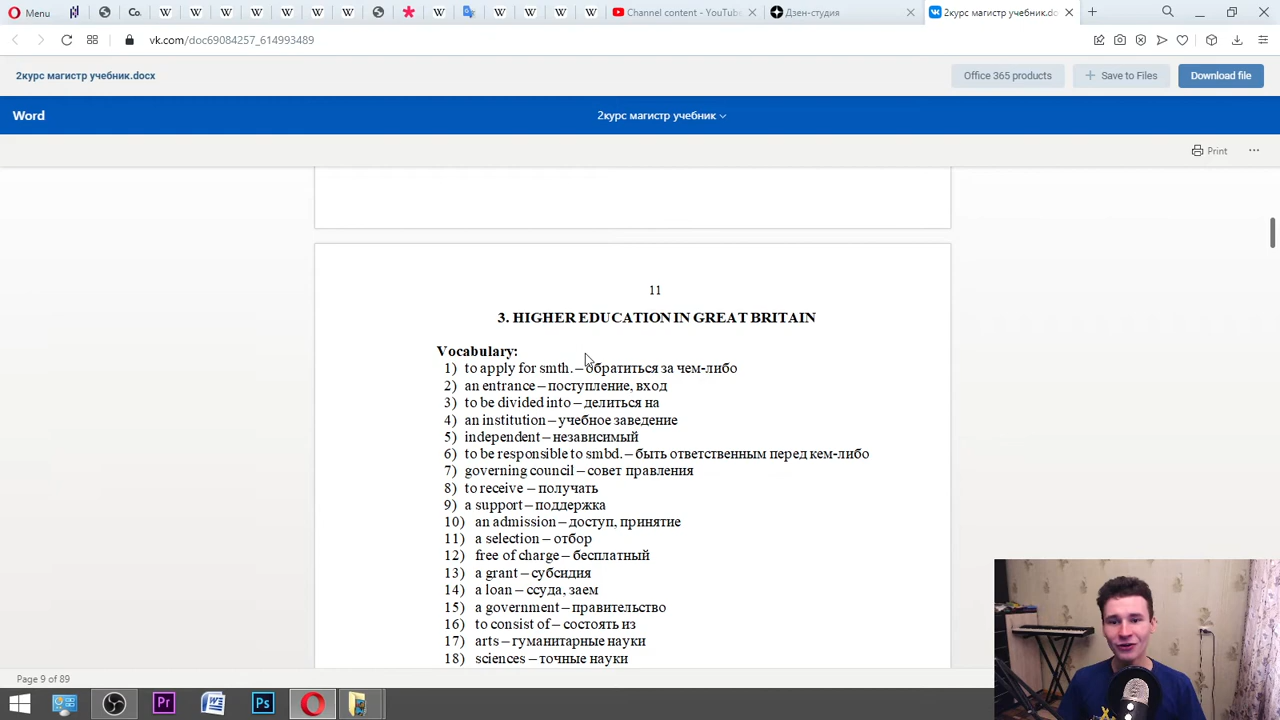 Menu
Co.
Channel content - YouTube
Дзен-студия
2курс магистр учебник.do
vk.com/doc69084257_614993489
2курс магистр учебник.docx
Office 365 products
Save to Files
Download file
Word
2курс магистр учебник
Print
11
3. HIGHER EDUCATION IN GREAT BRITAIN
Vocabulary:
1) to apply for smth. – обратиться за чем-либо
2) an entrance – поступление, вход
3) to be divided into – делиться на
4) an institution – учебное заведение
5) independent – независимый
6) to be responsible to smbd. – быть ответственным перед кем-либо
7) governing council – совет правления
8) to receive – получать
9) a support – поддержка
10) an admission – доступ, принятие
11) a selection – отбор
12) free of charge – бесплатный
13) a grant – субсидия
14) a loan – ссуда, заем
15) a government – правительство
16) to consist of – состоять из
17) arts – гуманитарные науки
18) sciences – точные науки
Page 9 of 89
Pr
Ps